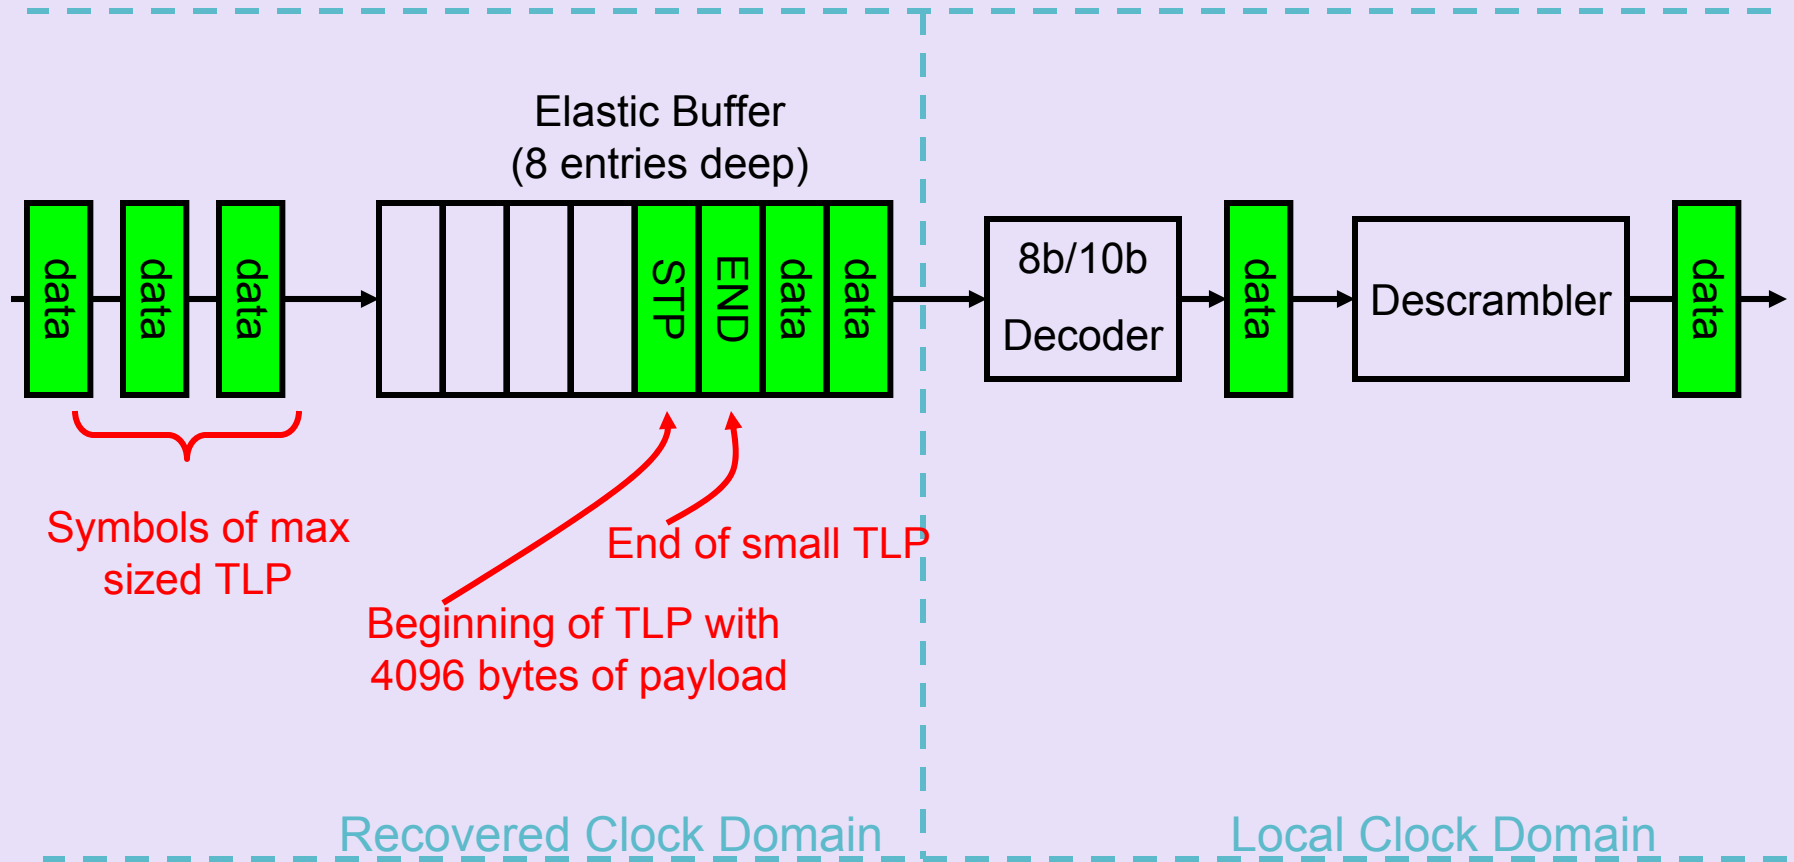 Elastic Buffer
(8 entries deep)
data
data
data
STP
END
data
data
8b/10b
Decoder
data
Descrambler
data
Symbols of max
sized TLP
End of small TLP
Beginning of TLP with
4096 bytes of payload
Recovered Clock Domain
Local Clock Domain